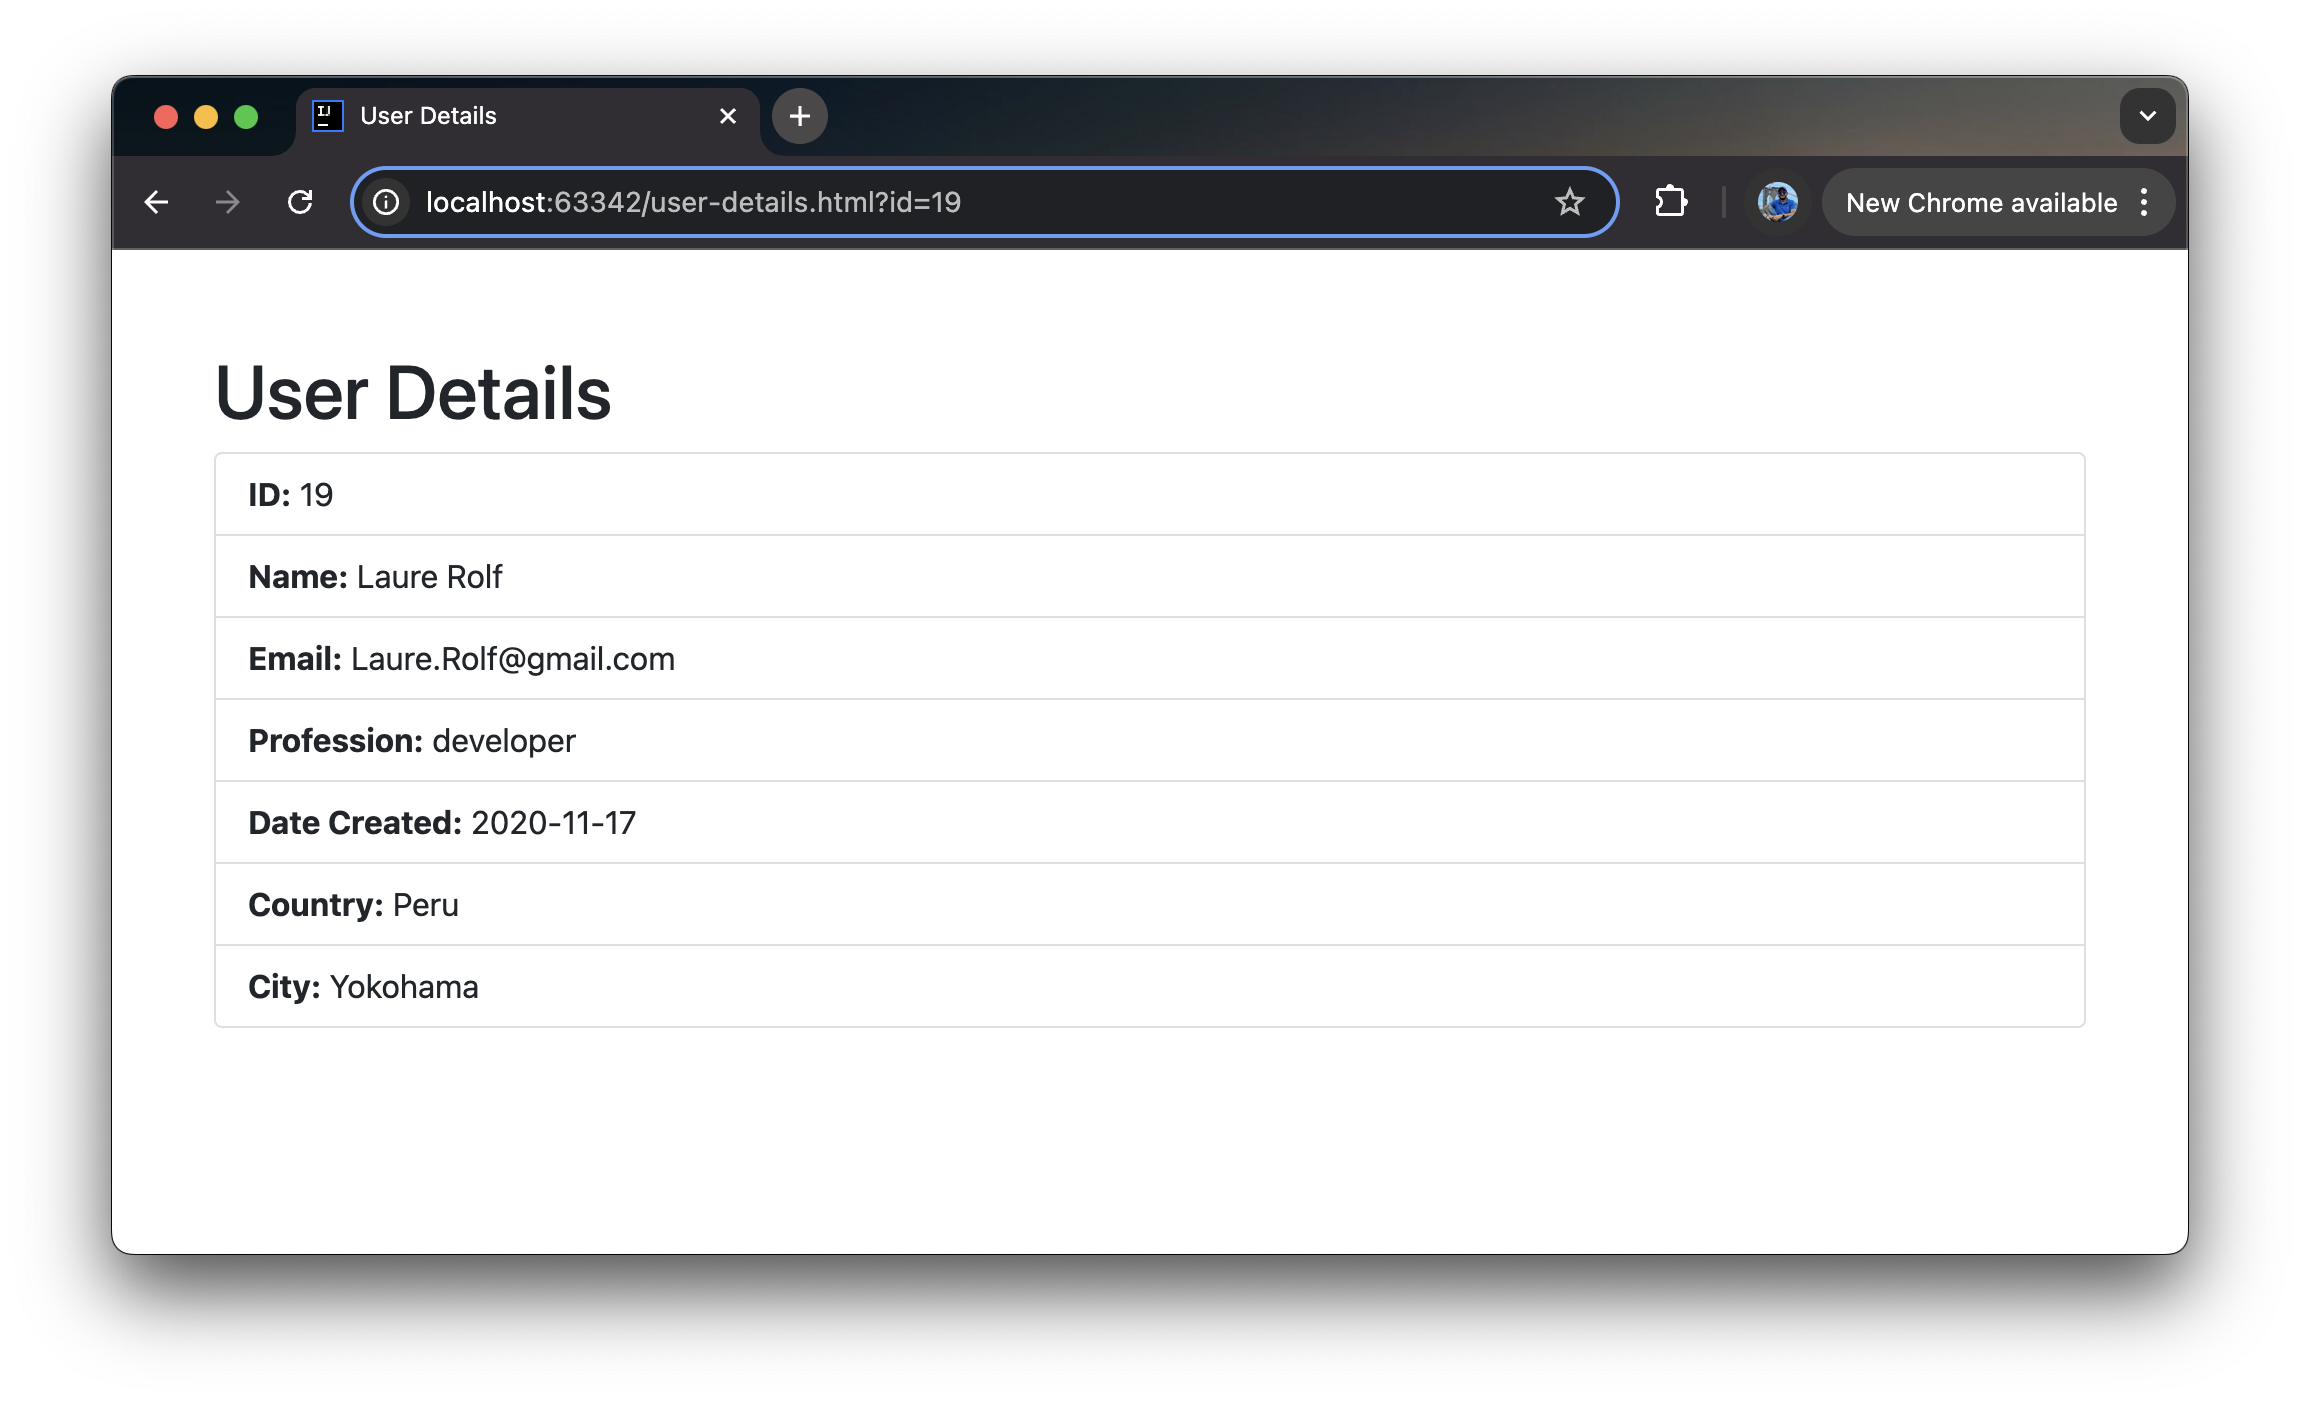 User Details
localhost:63342/user-details.html?id=19
New Chrome available
User Details
ID: 19
Name: Laure Rolf
Email: Laure.Rolf@gmail.com
Profession: developer
Date Created: 2020-11-17
Country: Peru
City: Yokohama